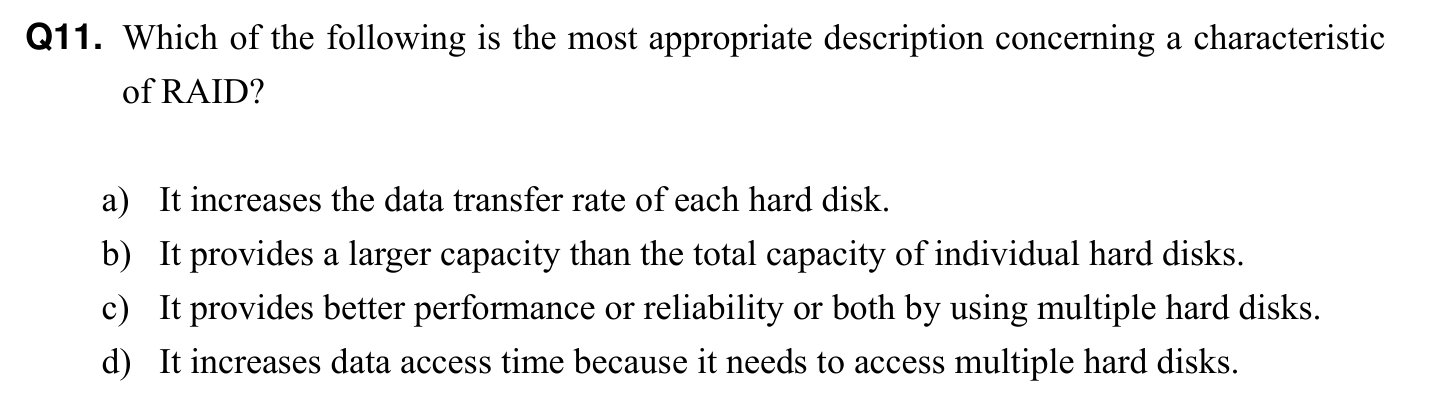 Q11. Which of the following is the most appropriate description concerning a characteristic
of RAID?
a) It increases the data transfer rate of each hard disk.
b) It provides a larger capacity than the total capacity of individual hard disks.
c) It provides better performance or reliability or both by using multiple hard disks.
d) It increases data access time because it needs to access multiple hard disks.